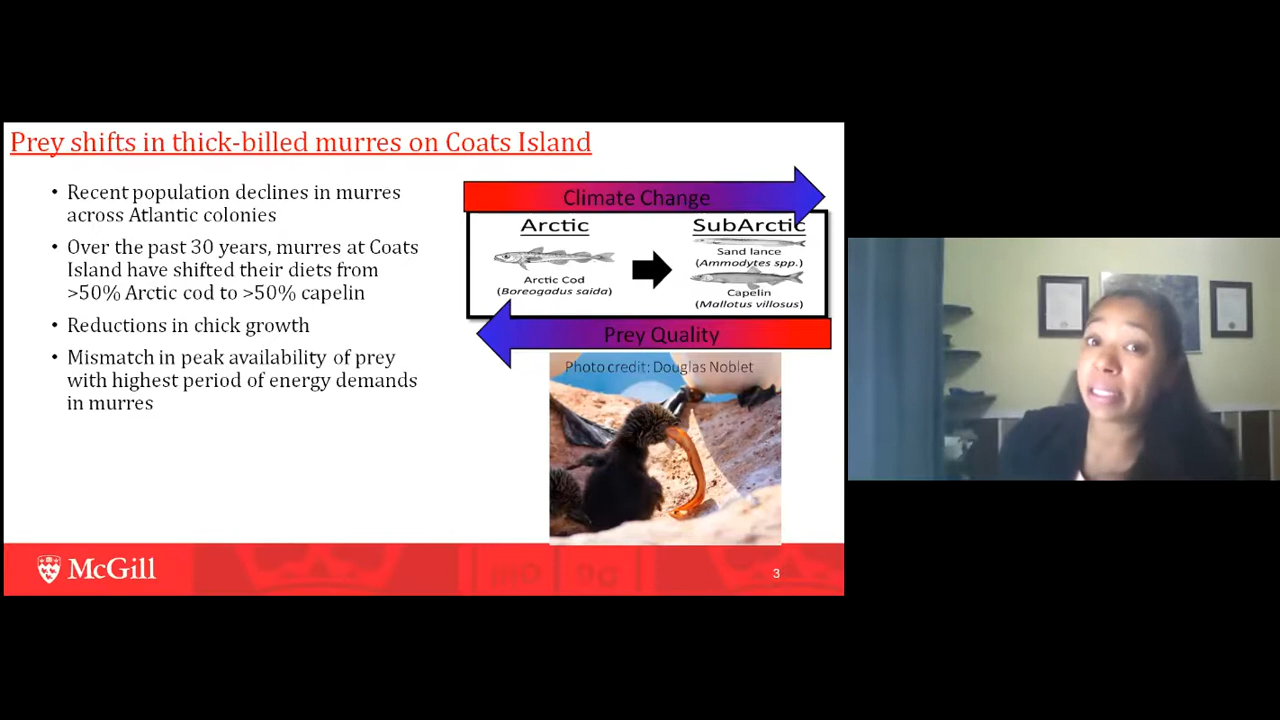 Prey shifts in thick-billed murres on Coats Island
• Recent population declines in murres
across Atlantic colonies
• Over the past 30 years, murres at Coats
Island have shifted their diets from
>50% Arctic cod to >50% capelin
• Reductions in chick growth
• Mismatch in peak availability of prey
with highest period of energy demands
in murres
Climate Change
Arctic
Arctic Cod
(Boreogadus saida)
SubArctic
Sand lance
(Ammodytes spp.)
Capelin
(Mallotus villosus)
Prey Quality
Photo credit: Douglas Noblet
McGill
3